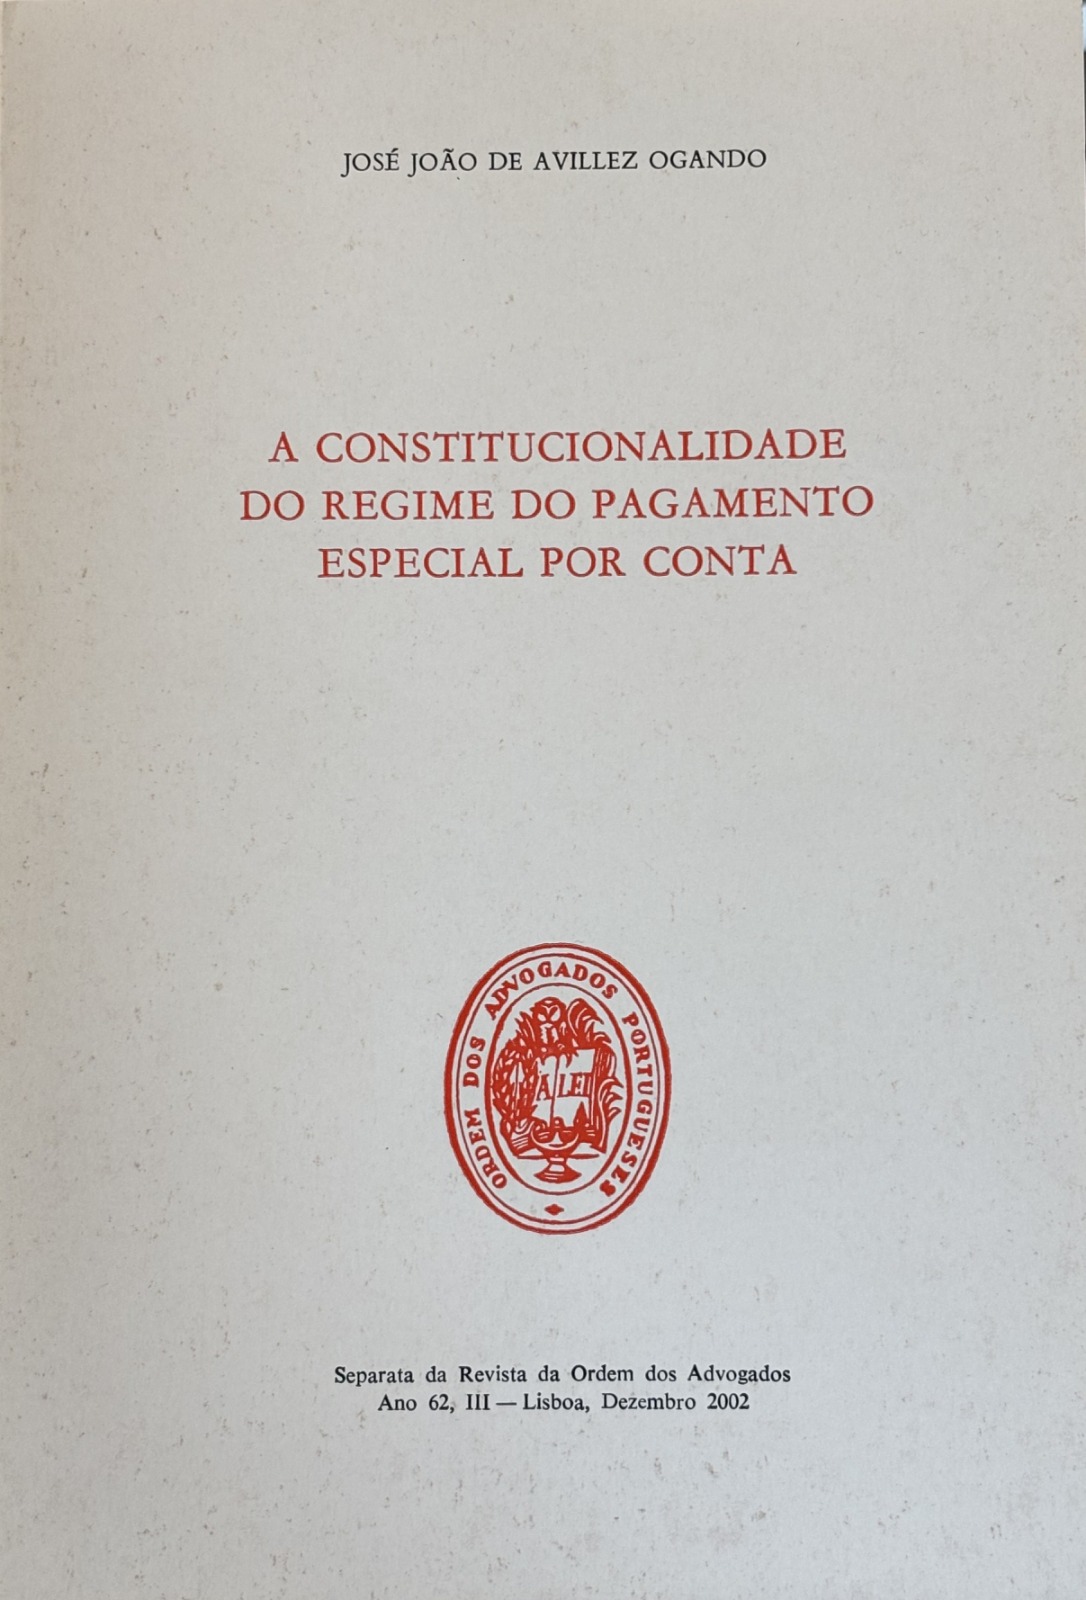 JOSÉ JOÃO DE AVILLEZ OGANDO
A CONSTITUCIONALIDADE
DO REGIME DO PAGAMENTO
ESPECIAL POR CONTA
ORDEM DOS ADVOGADOS PORTUGUESES
A LEI
Separata da Revista da Ordem dos Advogados
Ano 62, III — Lisboa, Dezembro 2002